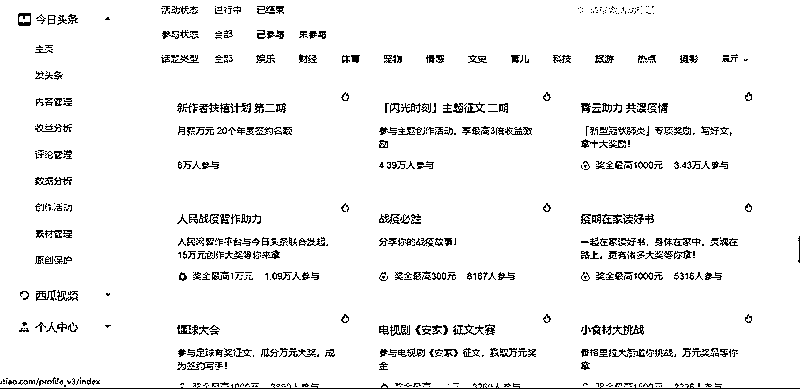 活动状态 进行中 已结束
今日头条
参与状态 全部 已参与 未参与
主页
话题类型 全部 娱乐 财经 体育 宠物 情感 文史 育儿 科技 旅游 热点 摄影 展开
发头条
内容管理
收益分析
评论管理
数据分析
创作活动
素材管理
原创保护
西瓜视频
个人中心
新作者扶植计划 第二期
月薪万元 20个年度签约名额
6万人参与
「闪光时刻」主题征文 二期
参与主题创作活动，享最高3倍收益激
励
4.39万人参与
青云助力 共渡疫情
「新型冠状肺炎」专项奖励，写好文，
拿十大奖励！
奖金最高1000元 3.43万人参与
人民战疫智作助力
人民网智作平台与今日头条联合发起，
15万元创作大奖等你来拿
奖金最高1万元 1.09万人参与
战疫必胜
分享你的战疫故事！
奖金最高300元 8167人参与
疫期在家读好书
一起在家读好书，身体在家中，灵魂在
路上，更有诸多大奖等你拿！
奖金最高1000元 5316人参与
懂球大会
参与足球有奖征文，瓜分万元大奖，成
为签约写手！
电视剧《安家》征文大赛
参与电视剧《安家》征文，赢取万元奖
金
小食材大挑战
香格里拉大酒店你挑战，万元奖品等你
拿
utiao.com/profile_v3/index